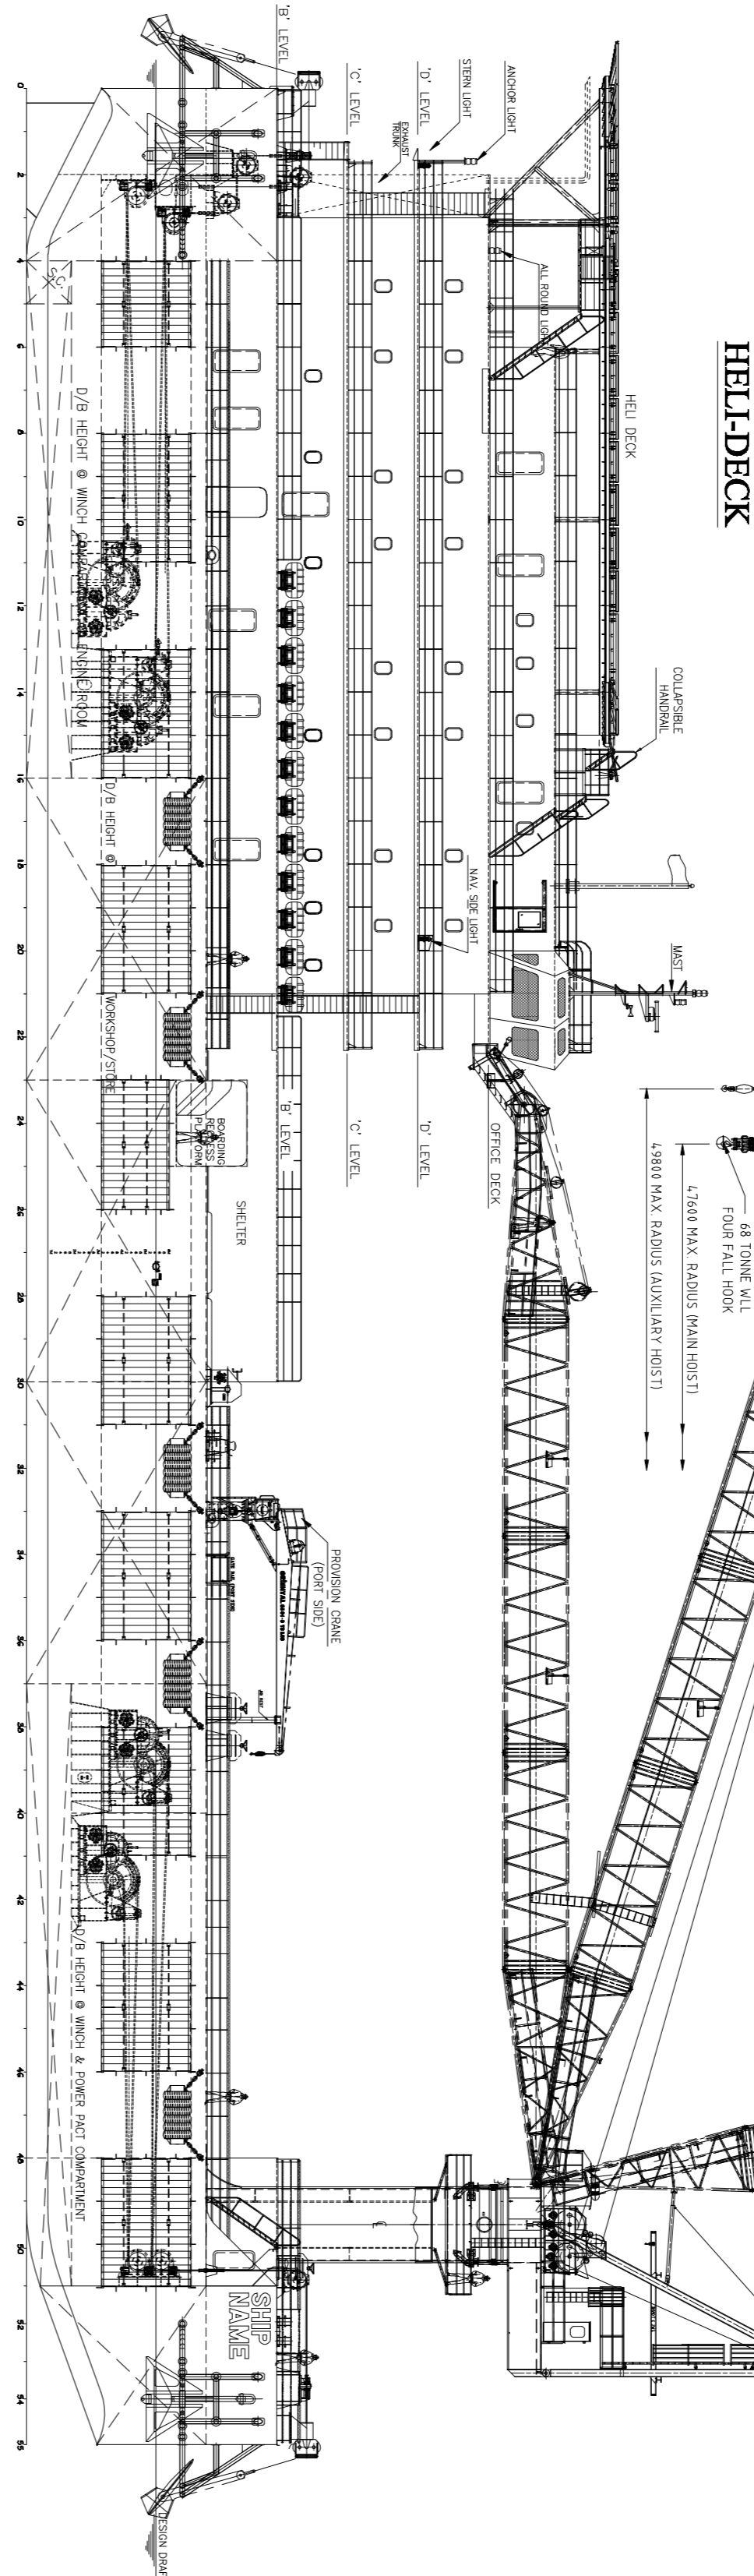 HELI-DECK
HELI DECK
COLLAPSIBLE
HANDRAIL
MAST
68 TONNE WLL
FOUR FALL HOOK
47600 MAX. RADIUS (MAIN HOIST)
49800 MAX. RADIUS (AUXILIARY HOIST)
ANCHOR LIGHT
STERN LIGHT
ALL ROUND LIGHT
'D' LEVEL
EXHAUST
TRUNK
'C' LEVEL
'B' LEVEL
NAV. SIDE LIGHT
OFFICE DECK
'D' LEVEL
'C' LEVEL
'B' LEVEL
SHELTER
BOARDING
RECESS
PLATFORM
PROVISION CRANE
(PORT SIDE)
SHIP
NAME
S.C.
D/B HEIGHT @ WINCH COMPARTMENT & ENGINE ROOM
D/B HEIGHT @
WORKSHOP/STORE
D/B HEIGHT @ WINCH & POWER PACT COMPARTMENT
DESIGN DRAF
0 2 4 6 8 10 12 14 16 18 20 22 24 26 28 30 32 34 36 38 40 42 44 46 48 50 52 54 55